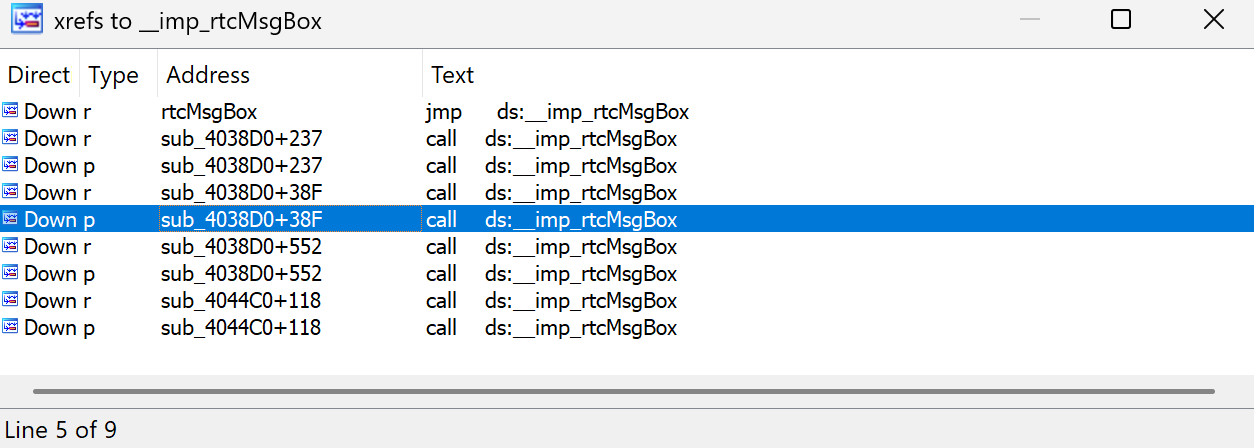 xrefs to __imp_rtcMsgBox
Direct Type Address Text
Down r rtcMsgBox jmp ds:__imp_rtcMsgBox
Down r sub_4038D0+237 call ds:__imp_rtcMsgBox
Down p sub_4038D0+237 call ds:__imp_rtcMsgBox
Down r sub_4038D0+38F call ds:__imp_rtcMsgBox
Down p sub_4038D0+38F call ds:__imp_rtcMsgBox
Down r sub_4038D0+552 call ds:__imp_rtcMsgBox
Down p sub_4038D0+552 call ds:__imp_rtcMsgBox
Down r sub_4044C0+118 call ds:__imp_rtcMsgBox
Down p sub_4044C0+118 call ds:__imp_rtcMsgBox
Line 5 of 9